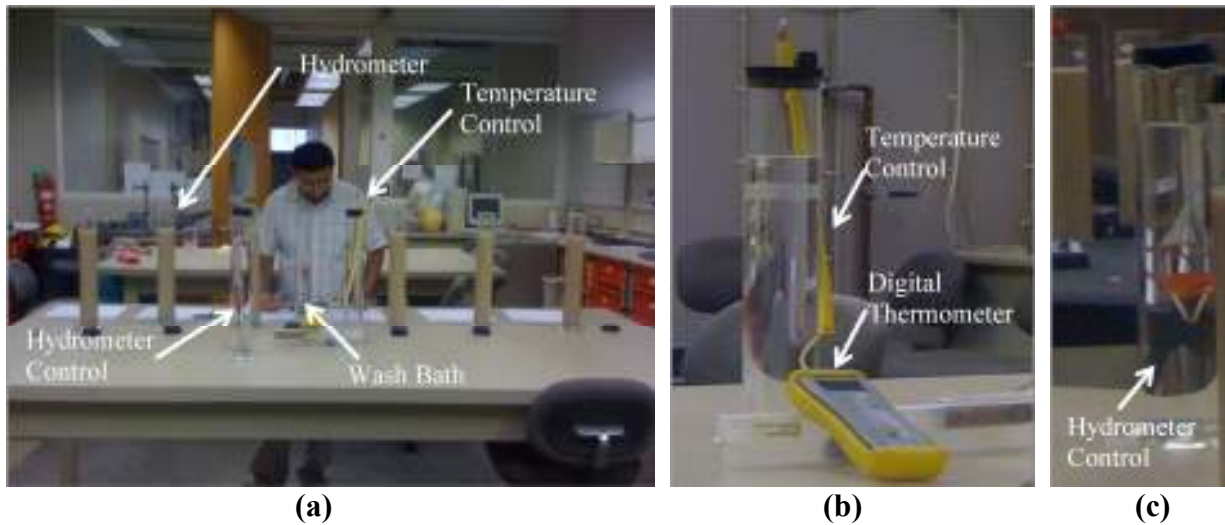 Hydrometer
Temperature
Control
Hydrometer
Control
Wash Bath
(a)
Temperature
Control
Digital
Thermometer
(b)
Hydrometer
Control
(c)